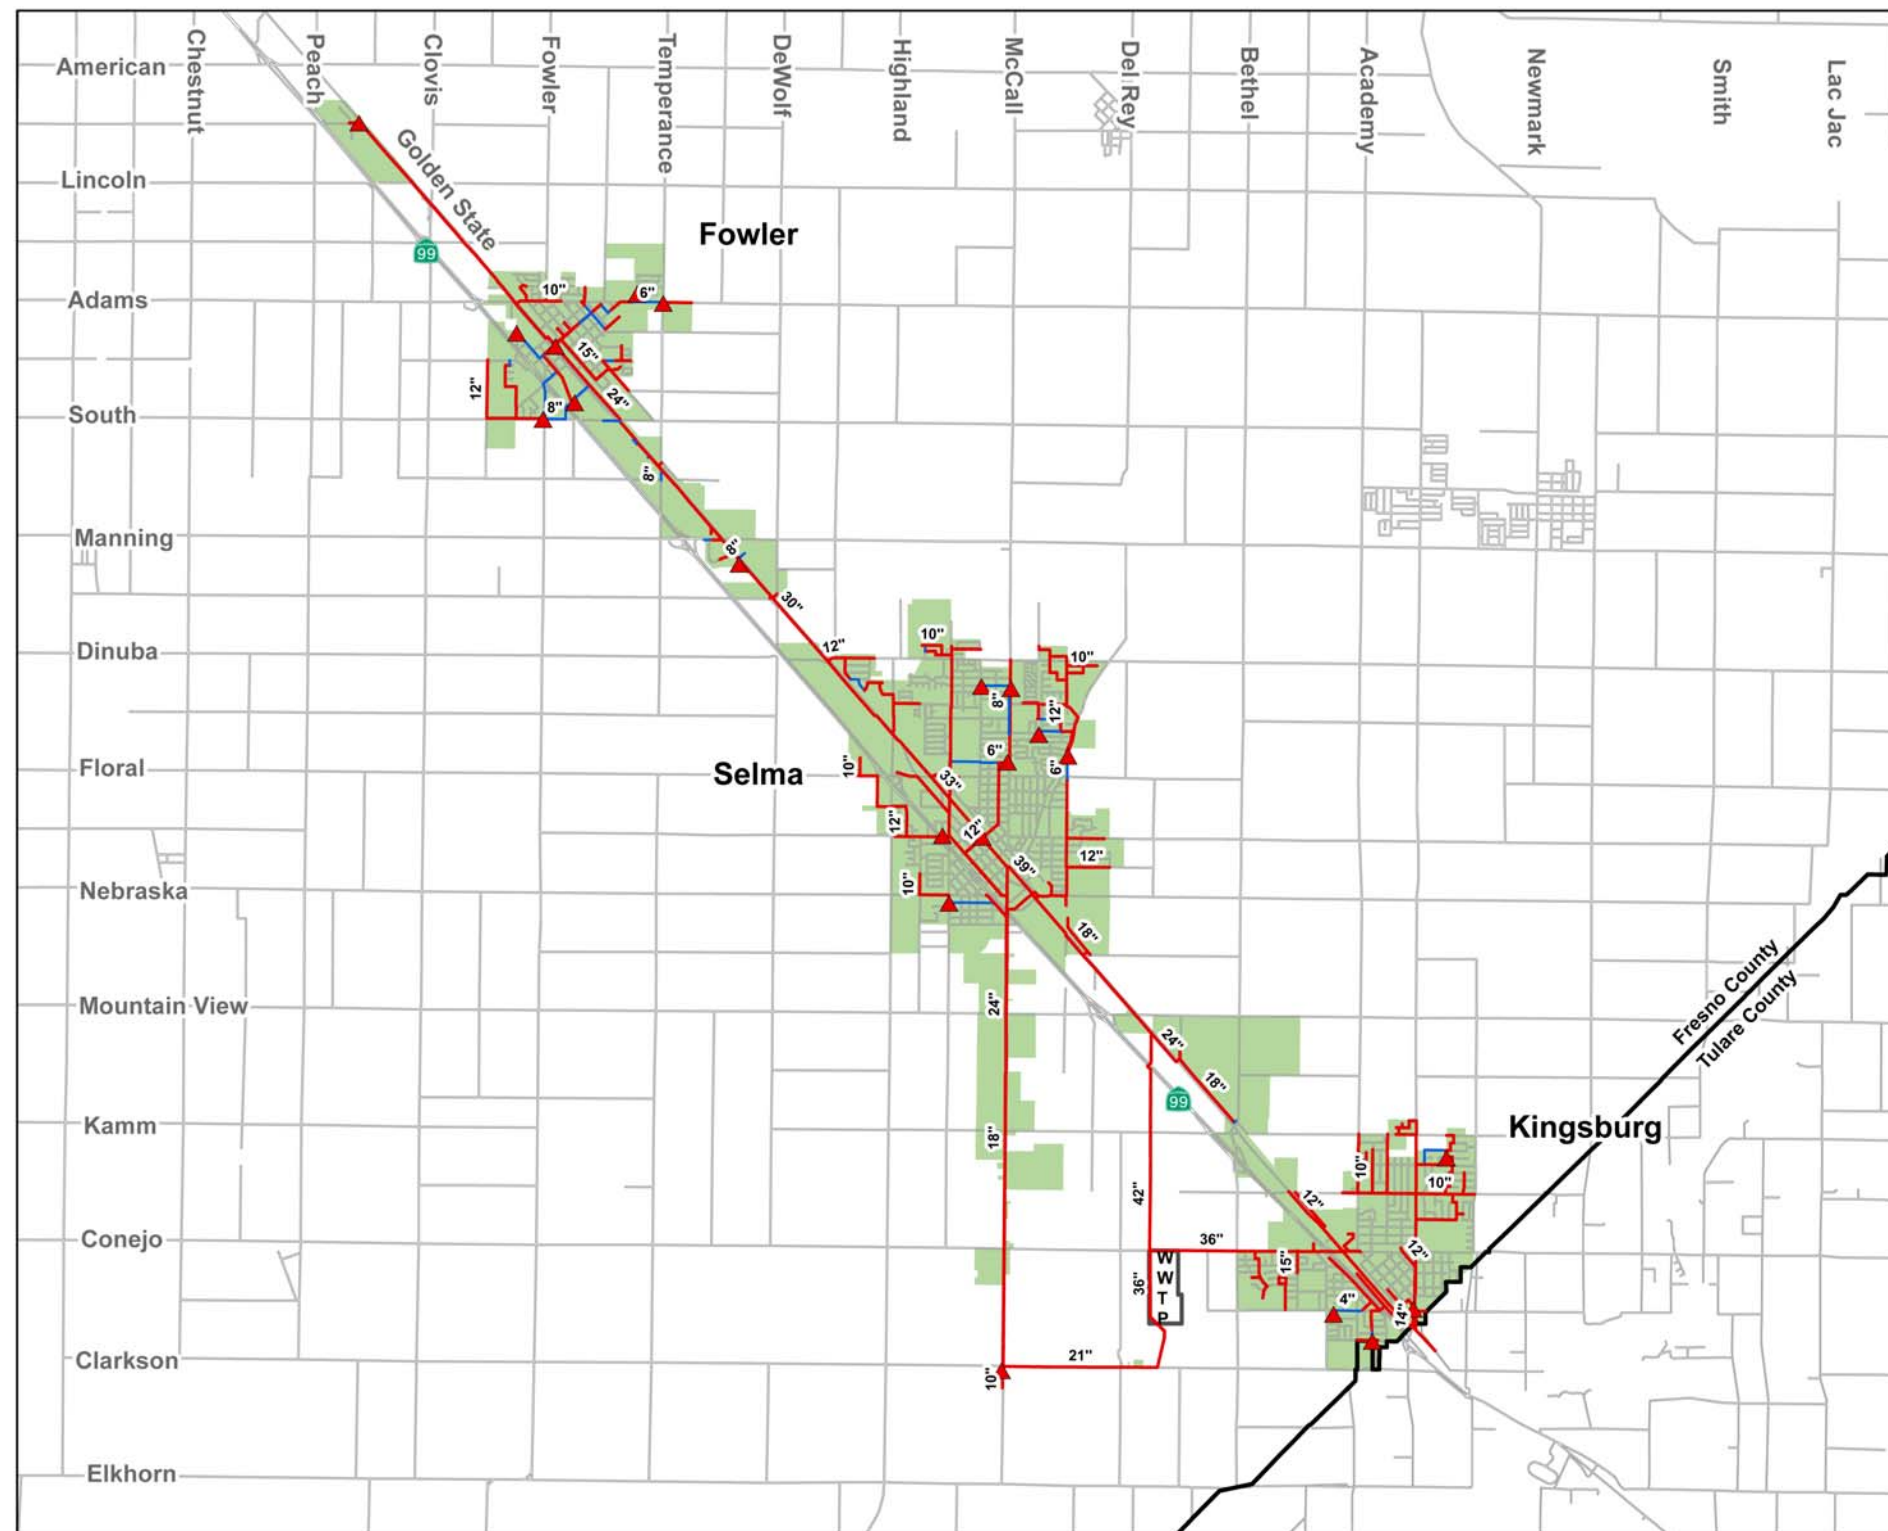 Chestnut
Peach
Clovis
Fowler
Temperance
DeWolf
Highland
McCall
Del Rey
Bethel
Academy
Newmark
Smith
Lac Jac
American
Golden State
Lincoln
Fowler
99
Adams
10"
6"
15"
12"
24"
8"
South
8"
Manning
8"
30"
Dinuba
12"
10"
10"
8"
12"
6"
6"
Floral
Selma
10"
33"
12"
12"
39"
12"
Nebraska
10"
18"
Fresno County
Tulare County
Mountain View
24"
24"
18"
99
Kamm
Kingsburg
18"
10"
10"
42"
12"
Conejo
36"
12"
15"
36"
W
W
T
P
4"
14"
Clarkson
21"
10"
Elkhorn